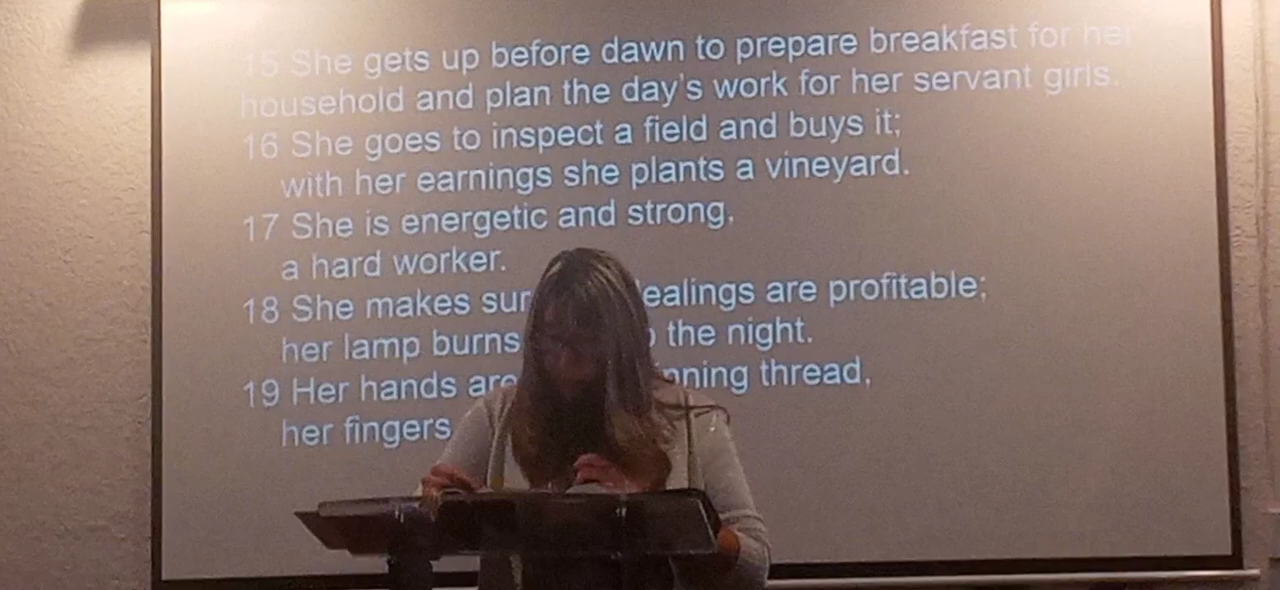 15 She gets up before dawn to prepare breakfast for her
household and plan the day's work for her servant girls.
16 She goes to inspect a field and buys it;
with her earnings she plants a vineyard.
17 She is energetic and strong,
a hard worker.
18 She makes sur ealings are profitable;
her lamp burns the night.
19 Her hands are nning thread,
her fingers